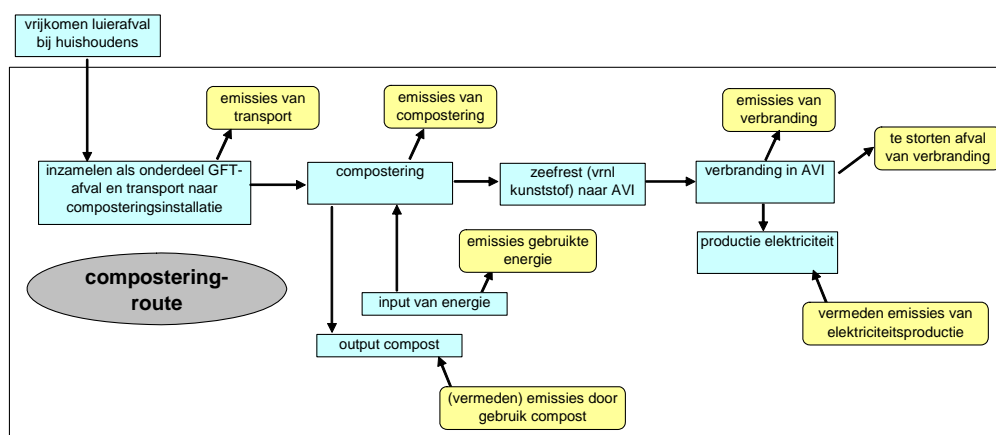 vrijkomen luierafval
bij huishoudens
emissies van
transport
emissies van
compostering
emissies van
verbranding
te storten afval
van verbranding
inzamelen als onderdeel GFT-
afval en transport naar
composteringsinstallatie
compostering
zeefrest (vrnl
kunststof) naar AVI
verbranding in AVI
emissies gebruikte
energie
productie elektriciteit
compostering-
route
input van energie
vermeden emissies van
elektriciteitsproductie
output compost
(vermeden) emissies door
gebruik compost